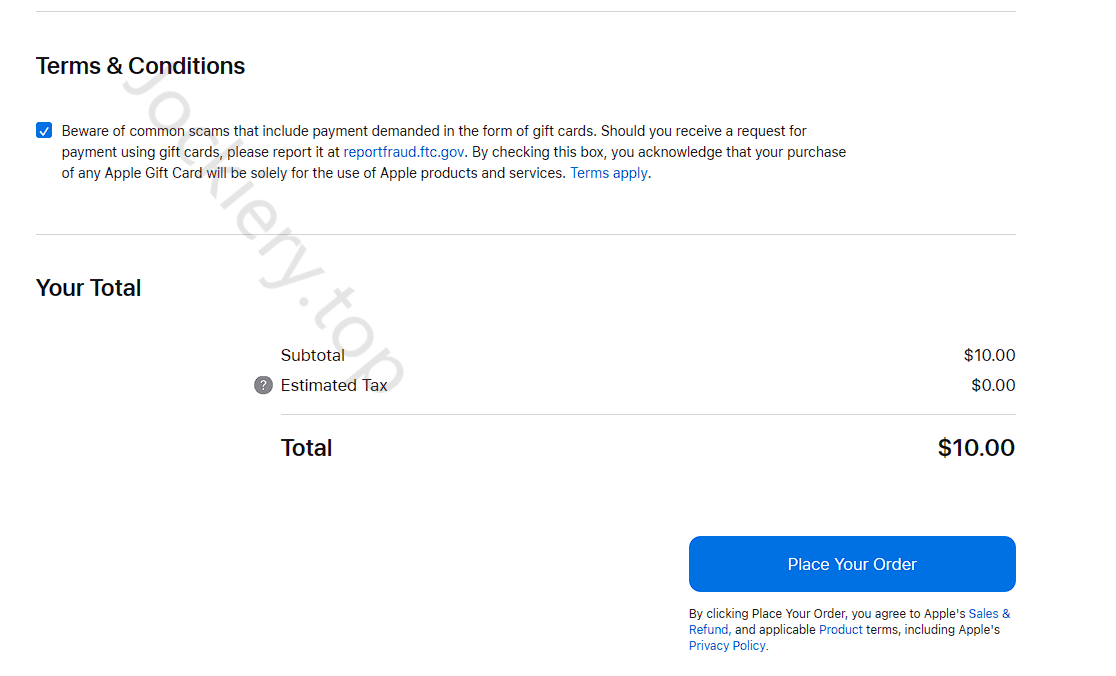 Terms & Conditions
Beware of common scams that include payment demanded in the form of gift cards. Should you receive a request for
payment using gift cards, please report it at reportfraud.ftc.gov. By checking this box, you acknowledge that your purchase
of any Apple Gift Card will be solely for the use of Apple products and services. Terms apply.
Jocklery.top
Your Total
Subtotal $10.00
? Estimated Tax $0.00
Total $10.00
Place Your Order
By clicking Place Your Order, you agree to Apple's Sales &
Refund, and applicable Product terms, including Apple's
Privacy Policy.